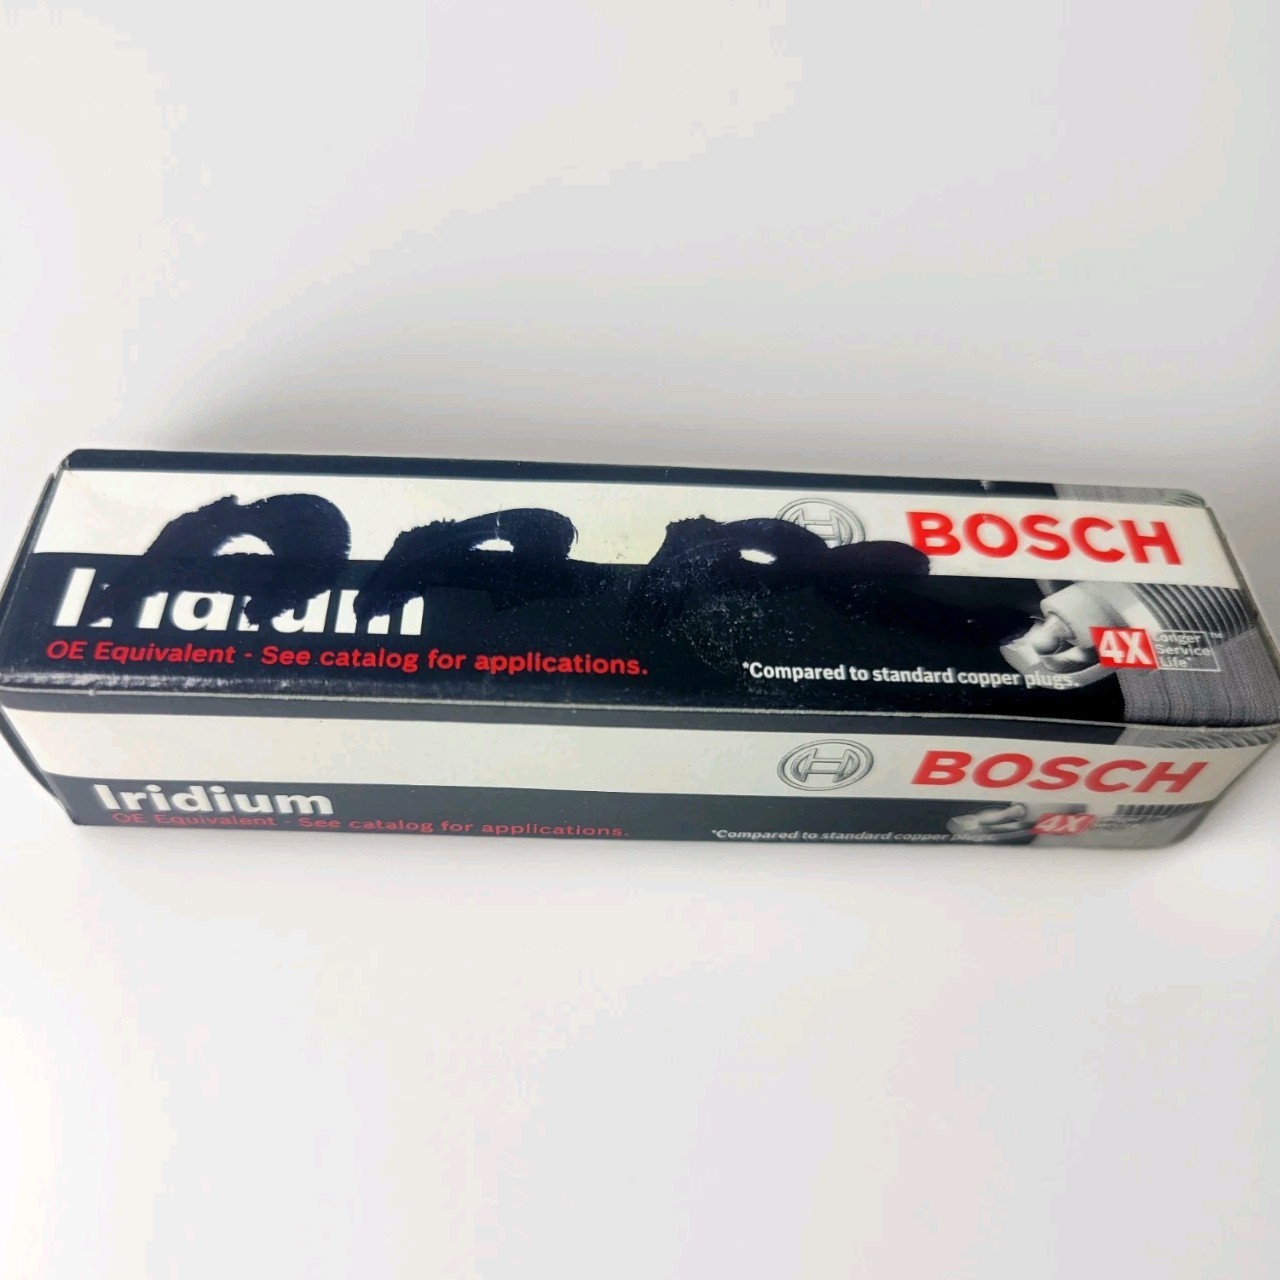 BOSCH
Iridium
OE Equivalent - See catalog for applications.
*Compared to standard copper plugs.
4X Longer Service Life*
BOSCH
Iridium
OE Equivalent - See catalog for applications.
*Compared to standard copper plugs.
4X